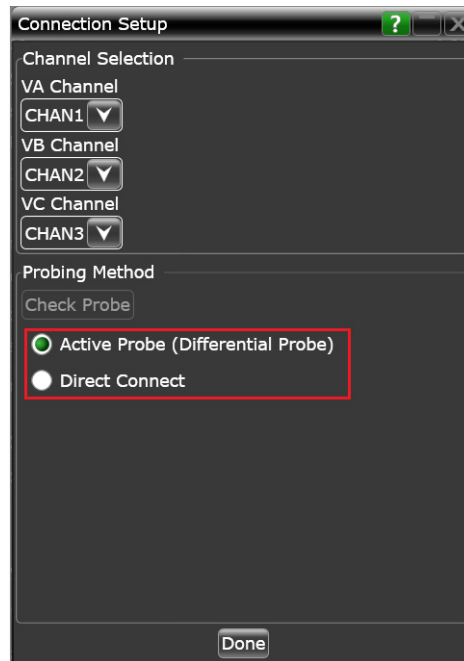 Connection Setup ?
Channel Selection
VA Channel
CHAN1
VB Channel
CHAN2
VC Channel
CHAN3
Probing Method
Check Probe
Active Probe (Differential Probe)
Direct Connect
Done